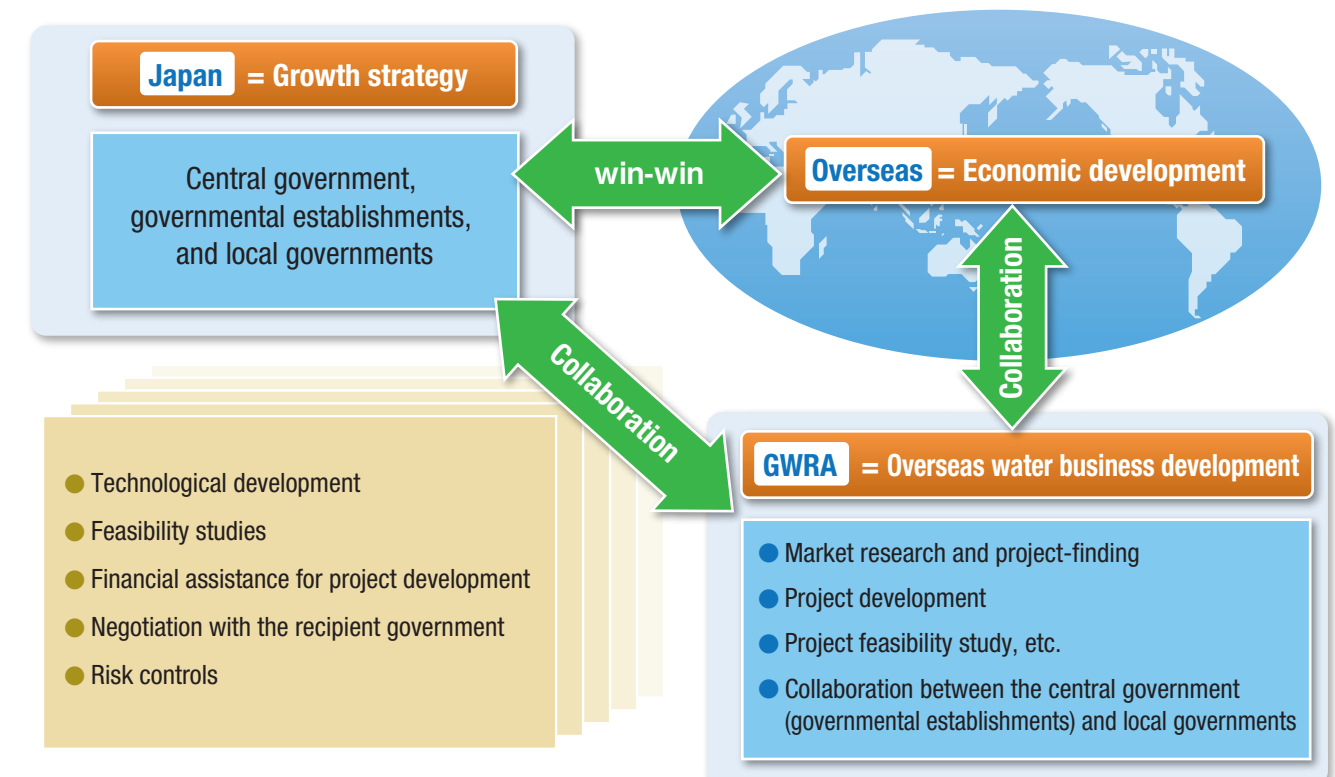 Japan = Growth strategy
Central government,
governmental establishments,
and local governments
win-win
Overseas = Economic development
Collaboration
Collaboration
Technological development
Feasibility studies
Financial assistance for project development
Negotiation with the recipient government
Risk controls
GWRA = Overseas water business development
Market research and project-finding
Project development
Project feasibility study, etc.
Collaboration between the central government
(governmental establishments) and local governments